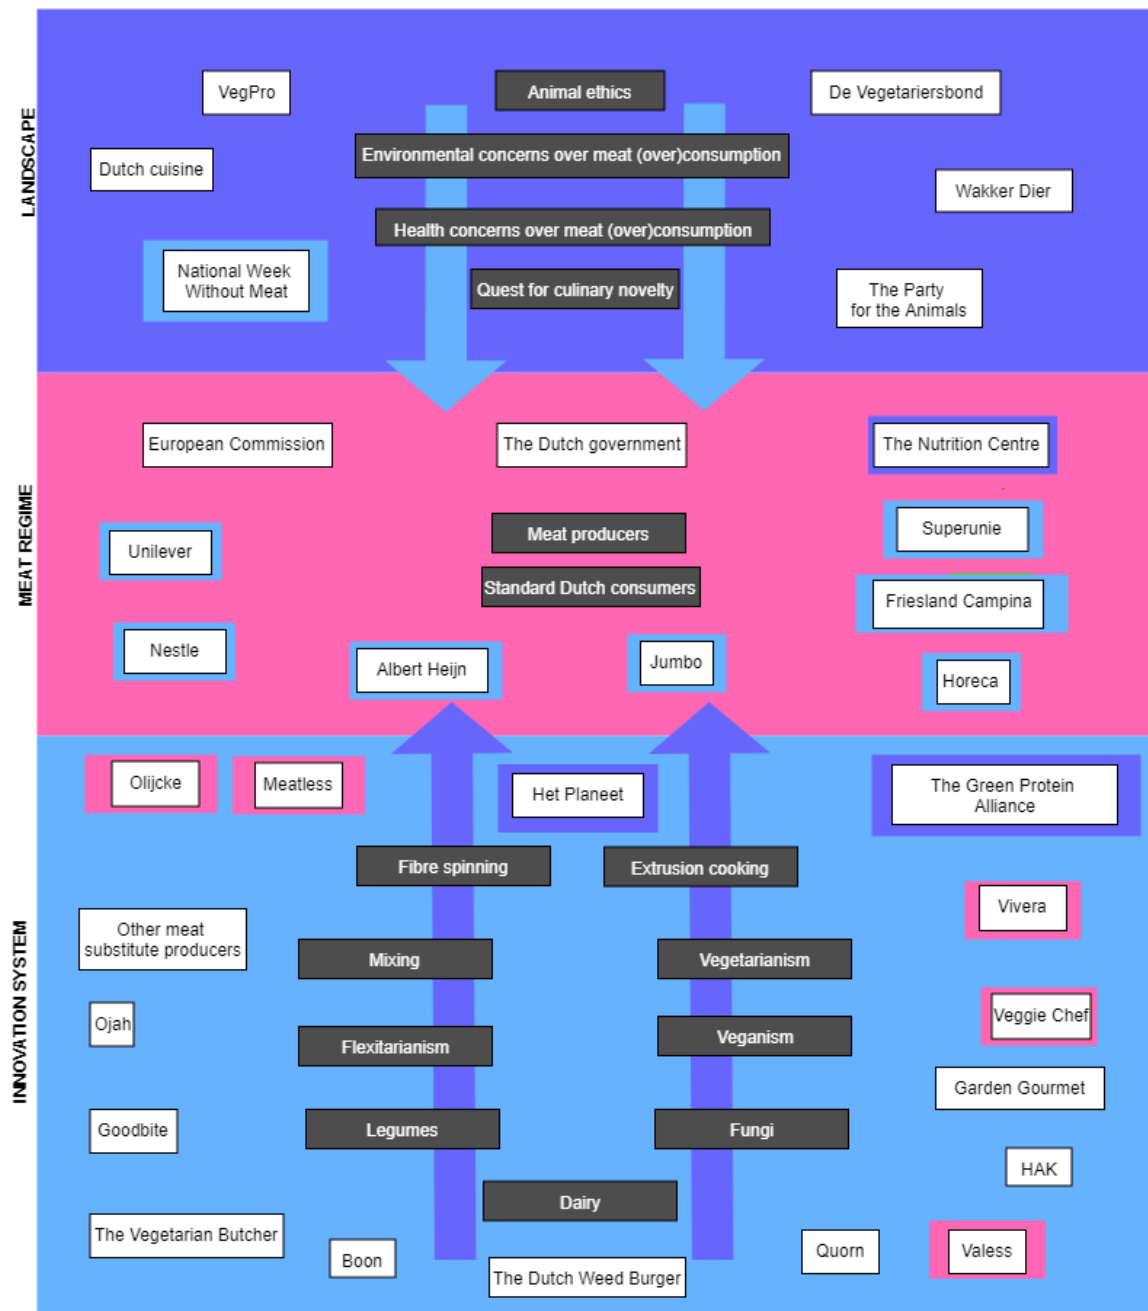 LANDSCAPE
VegPro
Animal ethics
De Vegetariersbond
Environmental concerns over meat (over)consumption
Dutch cuisine
Wakker Dier
Health concerns over meat (over)consumption
National Week
Without Meat
Quest for culinary novelty
The Party
for the Animals
MEAT REGIME
European Commission
The Dutch government
The Nutrition Centre
Unilever
Meat producers
Superunie
Standard Dutch consumers
Friesland Campina
Nestle
Albert Heijn
Jumbo
Horeca
INNOVATION SYSTEM
Olijcke
Meatless
Het Planeet
The Green Protein
Alliance
Fibre spinning
Extrusion cooking
Vivera
Other meat
substitute producers
Mixing
Vegetarianism
Ojah
Flexitarianism
Veganism
Veggie Chef
Garden Gourmet
Goodbite
Legumes
Fungi
HAK
Dairy
The Vegetarian Butcher
Boon
The Dutch Weed Burger
Quorn
Valess